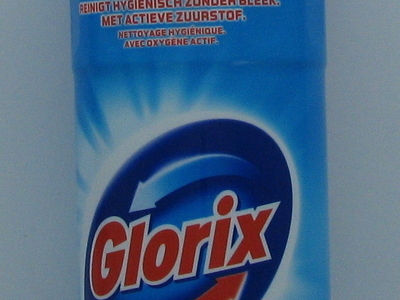 REINIGT HYGIËNISCH ZONDER BLEEK.
MET ACTIEVE ZUURSTOF.
NETTOYAGE HYGIÉNIQUE.
AVEC OXYGÈNE ACTIF.
Glorix